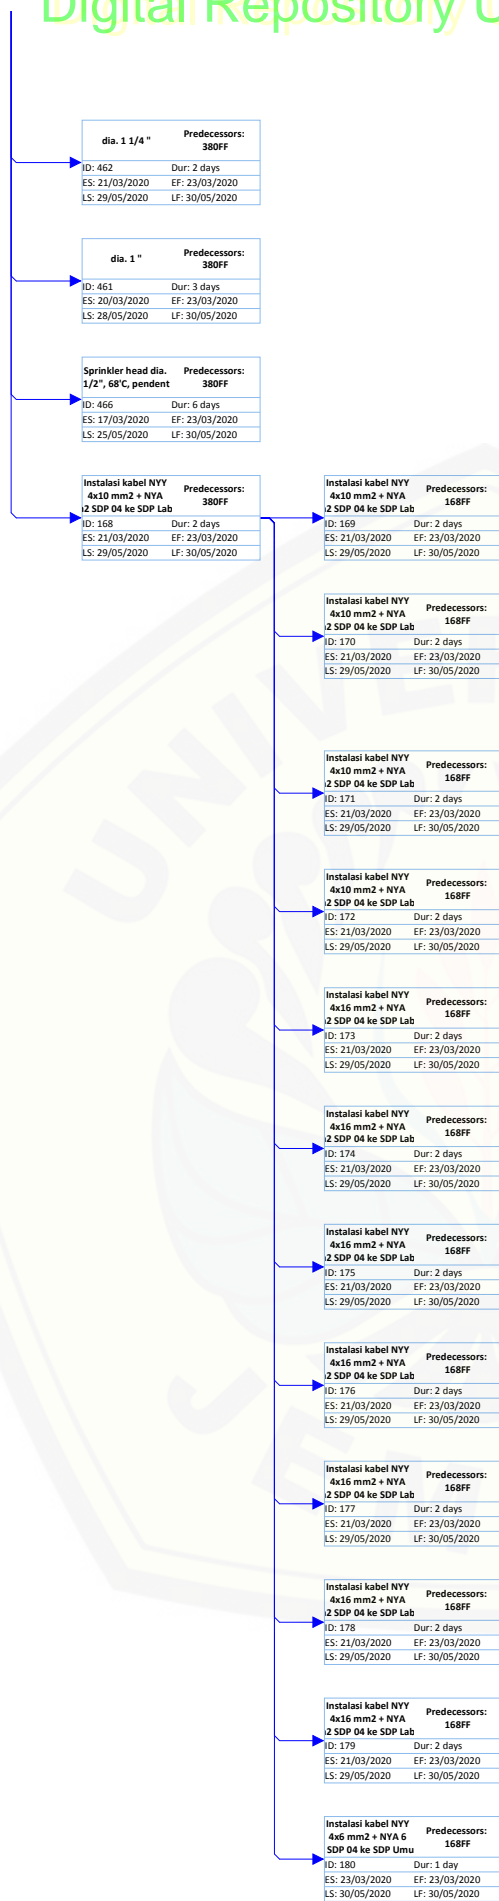 Digital Repository U
dia. 1 1/4 "
Predecessors:
380FF
ID: 462 Dur: 2 days
ES: 21/03/2020 EF: 23/03/2020
LS: 29/05/2020 LF: 30/05/2020
dia. 1 "
Predecessors:
380FF
ID: 461 Dur: 3 days
ES: 20/03/2020 EF: 23/03/2020
LS: 28/05/2020 LF: 30/05/2020
Sprinkler head dia.
1/2", 68'C, pendent
Predecessors:
380FF
ID: 466 Dur: 6 days
ES: 17/03/2020 EF: 23/03/2020
LS: 25/05/2020 LF: 30/05/2020
Instalasi kabel NYY
4x10 mm2 + NYA
2 SDP 04 ke SDP Lab
Predecessors:
380FF
ID: 168 Dur: 2 days
ES: 21/03/2020 EF: 23/03/2020
LS: 29/05/2020 LF: 30/05/2020
Instalasi kabel NYY
4x10 mm2 + NYA
2 SDP 04 ke SDP Lab
Predecessors:
168FF
ID: 169 Dur: 2 days
ES: 21/03/2020 EF: 23/03/2020
LS: 29/05/2020 LF: 30/05/2020
Instalasi kabel NYY
4x10 mm2 + NYA
2 SDP 04 ke SDP Lab
Predecessors:
168FF
ID: 170 Dur: 2 days
ES: 21/03/2020 EF: 23/03/2020
LS: 29/05/2020 LF: 30/05/2020
Instalasi kabel NYY
4x10 mm2 + NYA
2 SDP 04 ke SDP Lab
Predecessors:
168FF
ID: 171 Dur: 2 days
ES: 21/03/2020 EF: 23/03/2020
LS: 29/05/2020 LF: 30/05/2020
Instalasi kabel NYY
4x10 mm2 + NYA
2 SDP 04 ke SDP Lab
Predecessors:
168FF
ID: 172 Dur: 2 days
ES: 21/03/2020 EF: 23/03/2020
LS: 29/05/2020 LF: 30/05/2020
Instalasi kabel NYY
4x16 mm2 + NYA
2 SDP 04 ke SDP Lab
Predecessors:
168FF
ID: 173 Dur: 2 days
ES: 21/03/2020 EF: 23/03/2020
LS: 29/05/2020 LF: 30/05/2020
Instalasi kabel NYY
4x16 mm2 + NYA
2 SDP 04 ke SDP Lab
Predecessors:
168FF
ID: 174 Dur: 2 days
ES: 21/03/2020 EF: 23/03/2020
LS: 29/05/2020 LF: 30/05/2020
Instalasi kabel NYY
4x16 mm2 + NYA
2 SDP 04 ke SDP Lab
Predecessors:
168FF
ID: 175 Dur: 2 days
ES: 21/03/2020 EF: 23/03/2020
LS: 29/05/2020 LF: 30/05/2020
Instalasi kabel NYY
4x16 mm2 + NYA
2 SDP 04 ke SDP Lab
Predecessors:
168FF
ID: 176 Dur: 2 days
ES: 21/03/2020 EF: 23/03/2020
LS: 29/05/2020 LF: 30/05/2020
Instalasi kabel NYY
4x16 mm2 + NYA
2 SDP 04 ke SDP Lab
Predecessors:
168FF
ID: 177 Dur: 2 days
ES: 21/03/2020 EF: 23/03/2020
LS: 29/05/2020 LF: 30/05/2020
Instalasi kabel NYY
4x16 mm2 + NYA
2 SDP 04 ke SDP Lab
Predecessors:
168FF
ID: 178 Dur: 2 days
ES: 21/03/2020 EF: 23/03/2020
LS: 29/05/2020 LF: 30/05/2020
Instalasi kabel NYY
4x16 mm2 + NYA
2 SDP 04 ke SDP Lab
Predecessors:
168FF
ID: 179 Dur: 2 days
ES: 21/03/2020 EF: 23/03/2020
LS: 29/05/2020 LF: 30/05/2020
Instalasi kabel NYY
4x6 mm2 + NYA 6
SDP 04 ke SDP Umu
Predecessors:
168FF
ID: 180 Dur: 1 day
ES: 23/03/2020 EF: 23/03/2020
LS: 30/05/2020 LF: 30/05/2020